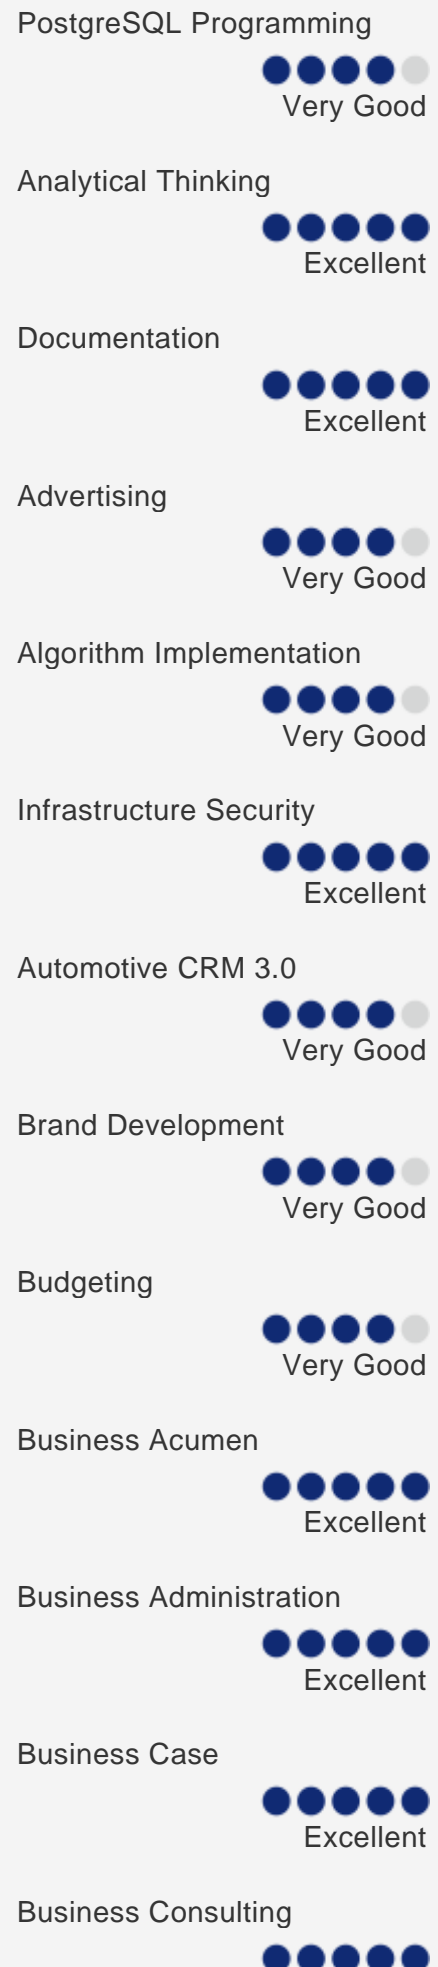 PostgreSQL Programming
Very Good
Analytical Thinking
Excellent
Documentation
Excellent
Advertising
Very Good
Algorithm Implementation
Very Good
Infrastructure Security
Excellent
Automotive CRM 3.0
Very Good
Brand Development
Very Good
Budgeting
Very Good
Business Acumen
Excellent
Business Administration
Excellent
Business Case
Excellent
Business Consulting